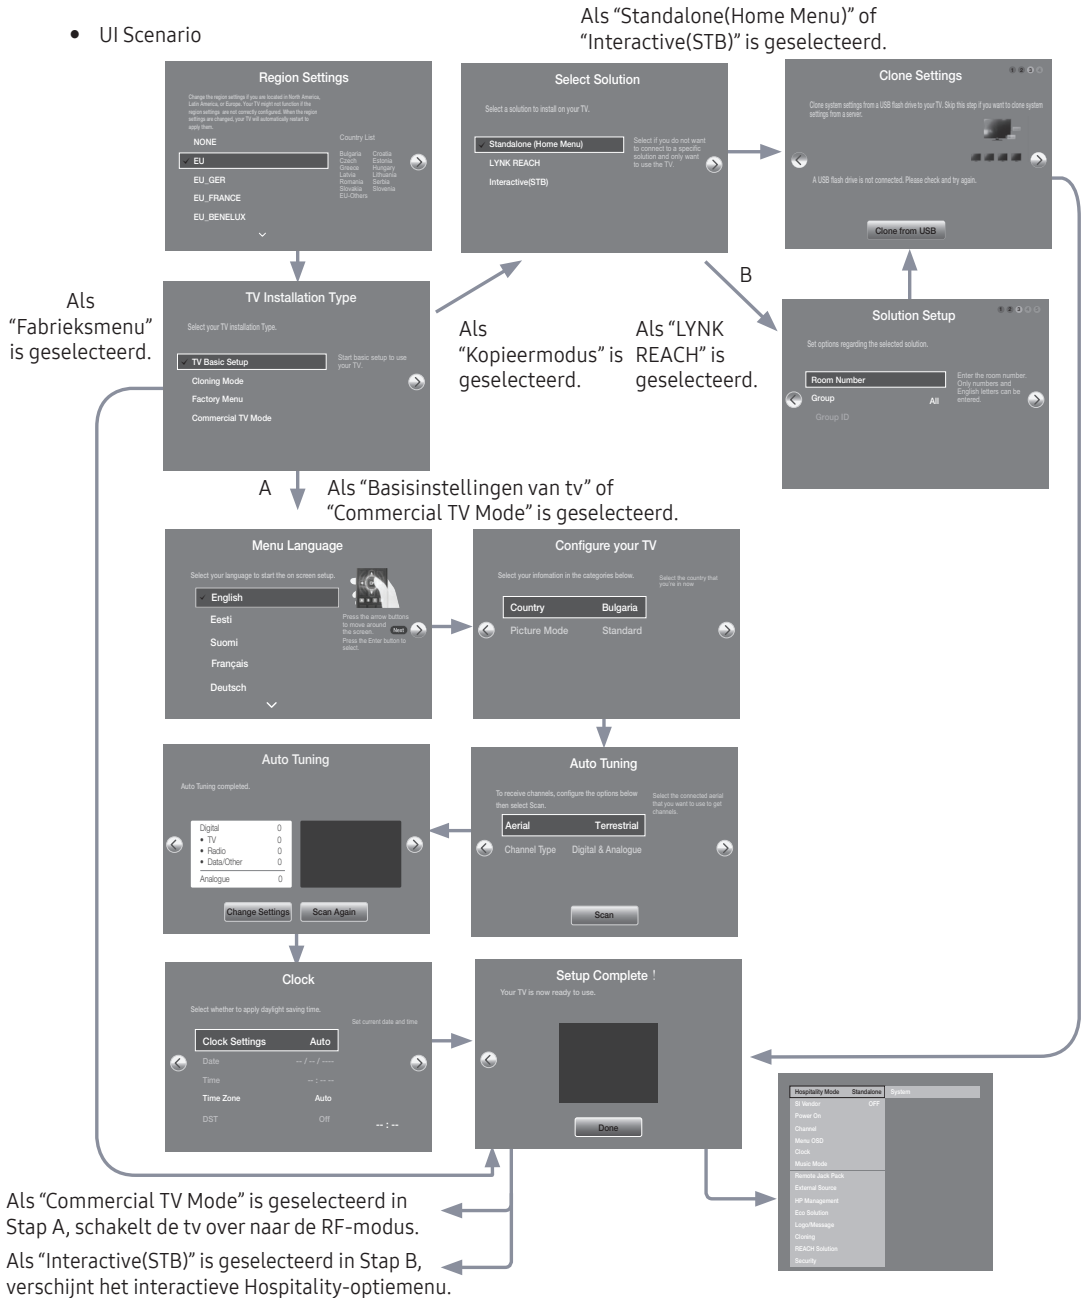 • UI Scenario
Als “Standalone(Home Menu)” of
“Interactive(STB)” is geselecteerd.
Region Settings
Change the region settings if you are located in North America,
Latin America, or Europe. Your TV might not function if the
region settings are not correctly configured. When the region
settings are changed, your TV will automatically restart to
apply them.
NONE
EU
EU_GER
EU_FRANCE
EU_BENELUX
Country List
Bulgaria Croatia
Czech Estonia
Greece Hungary
Latvia Lithuania
Romania Serbia
Slovakia Slovenia
EU-Others
Select Solution
Select a solution to install on your TV.
Standalone (Home Menu)
LYNK REACH
Interactive(STB)
Select if you do not want
to connect to a specific
solution and only want
to use the TV.
Clone Settings
Clone system settings from a USB flash drive to your TV. Skip this step if you want to clone system
settings from a server.
A USB flash drive is not connected. Please check and try again.
Clone from USB
Als
“Fabrieksmenu”
is geselecteerd.
TV Installation Type
Select your TV installation Type.
TV Basic Setup
Cloning Mode
Factory Menu
Commercial TV Mode
Start basic setup to use
your TV.
Als
“Kopieermodus” is
geselecteerd.
B
Als “LYNK
REACH” is
geselecteerd.
Solution Setup
Set options regarding the selected solution.
Room Number
Group All
Group ID
Enter the room number.
Only numbers and
English letters can be
entered.
A
Als “Basisinstellingen van tv” of
“Commercial TV Mode” is geselecteerd.
Menu Language
Select your language to start the on screen setup.
English
Eesti
Suomi
Français
Deutsch
Press the arrow buttons
to move around
the screen.
Press the Enter button to
select.
Next
Configure your TV
Select your infomation in the categories below.
Country Bulgaria
Picture Mode Standard
Select the country that
you're in now
Auto Tuning
Auto Tuning completed.
Digital 0
• TV 0
• Radio 0
• Data/Other 0
Analogue 0
Change Settings Scan Again
Auto Tuning
To receive channels, configure the options below
then select Scan.
Aerial Terrestrial
Channel Type Digital & Analogue
Select the connected aerial
that you want to use to get
channels.
Scan
Clock
Select whether to apply daylight saving time.
Clock Settings Auto
Date -- / -- / ----
Time -- : -- --
Time Zone Auto
DST Off
Set current date and time
-- : --
Setup Complete !
Your TV is now ready to use.
Done
Hospitality Mode Standalone System
SI Vendor OFF
Power On
Channel
Menu OSD
Clock
Music Mode
Remote Jack Pack
External Source
HP Management
Eco Solution
Logo/Message
Cloning
REACH Solution
Security
Als “Commercial TV Mode” is geselecteerd in
Stap A, schakelt de tv over naar de RF-modus.
Als “Interactive(STB)” is geselecteerd in Stap B,
verschijnt het interactieve Hospitality-optiemenu.